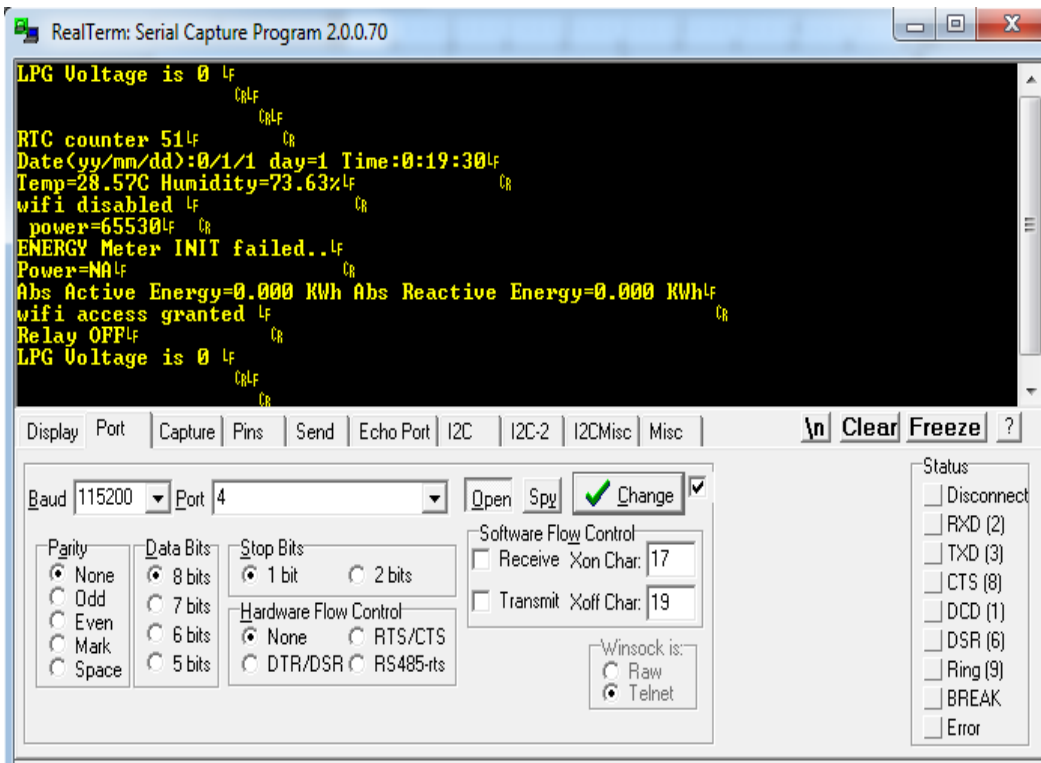 RealTerm: Serial Capture Program 2.0.0.70
LPG Voltage is 0 LF
CRLF
CRLF
RTC counter 51LF CR
Date(yy/mm/dd):0/1/1 day=1 Time:0:19:30LF
Temp=28.57C Humidity=73.63%LF CR
wifi disabled LF CR
power=65530LF CR
ENERGY Meter INIT failed..LF
Power=NALF CR
Abs Active Energy=0.000 KWh Abs Reactive Energy=0.000 KWhLF
wifi access granted LF CR
Relay OFFLF CR
LPG Voltage is 0 LF
CRLF
CR
Display Port Capture Pins Send Echo Port I2C I2C-2 I2CMisc Misc \n Clear Freeze ?
Baud 115200 Port 4 Open Spy Change
Parity
None
Odd
Even
Mark
Space
Data Bits
8 bits
7 bits
6 bits
5 bits
Stop Bits
1 bit 2 bits
Hardware Flow Control
None RTS/CTS
DTR/DSR RS485-rts
Software Flow Control
Receive Xon Char: 17
Transmit Xoff Char: 19
Winsock is:
Raw
Telnet
Status
Disconnect
RXD (2)
TXD (3)
CTS (8)
DCD (1)
DSR (6)
Ring (9)
BREAK
Error